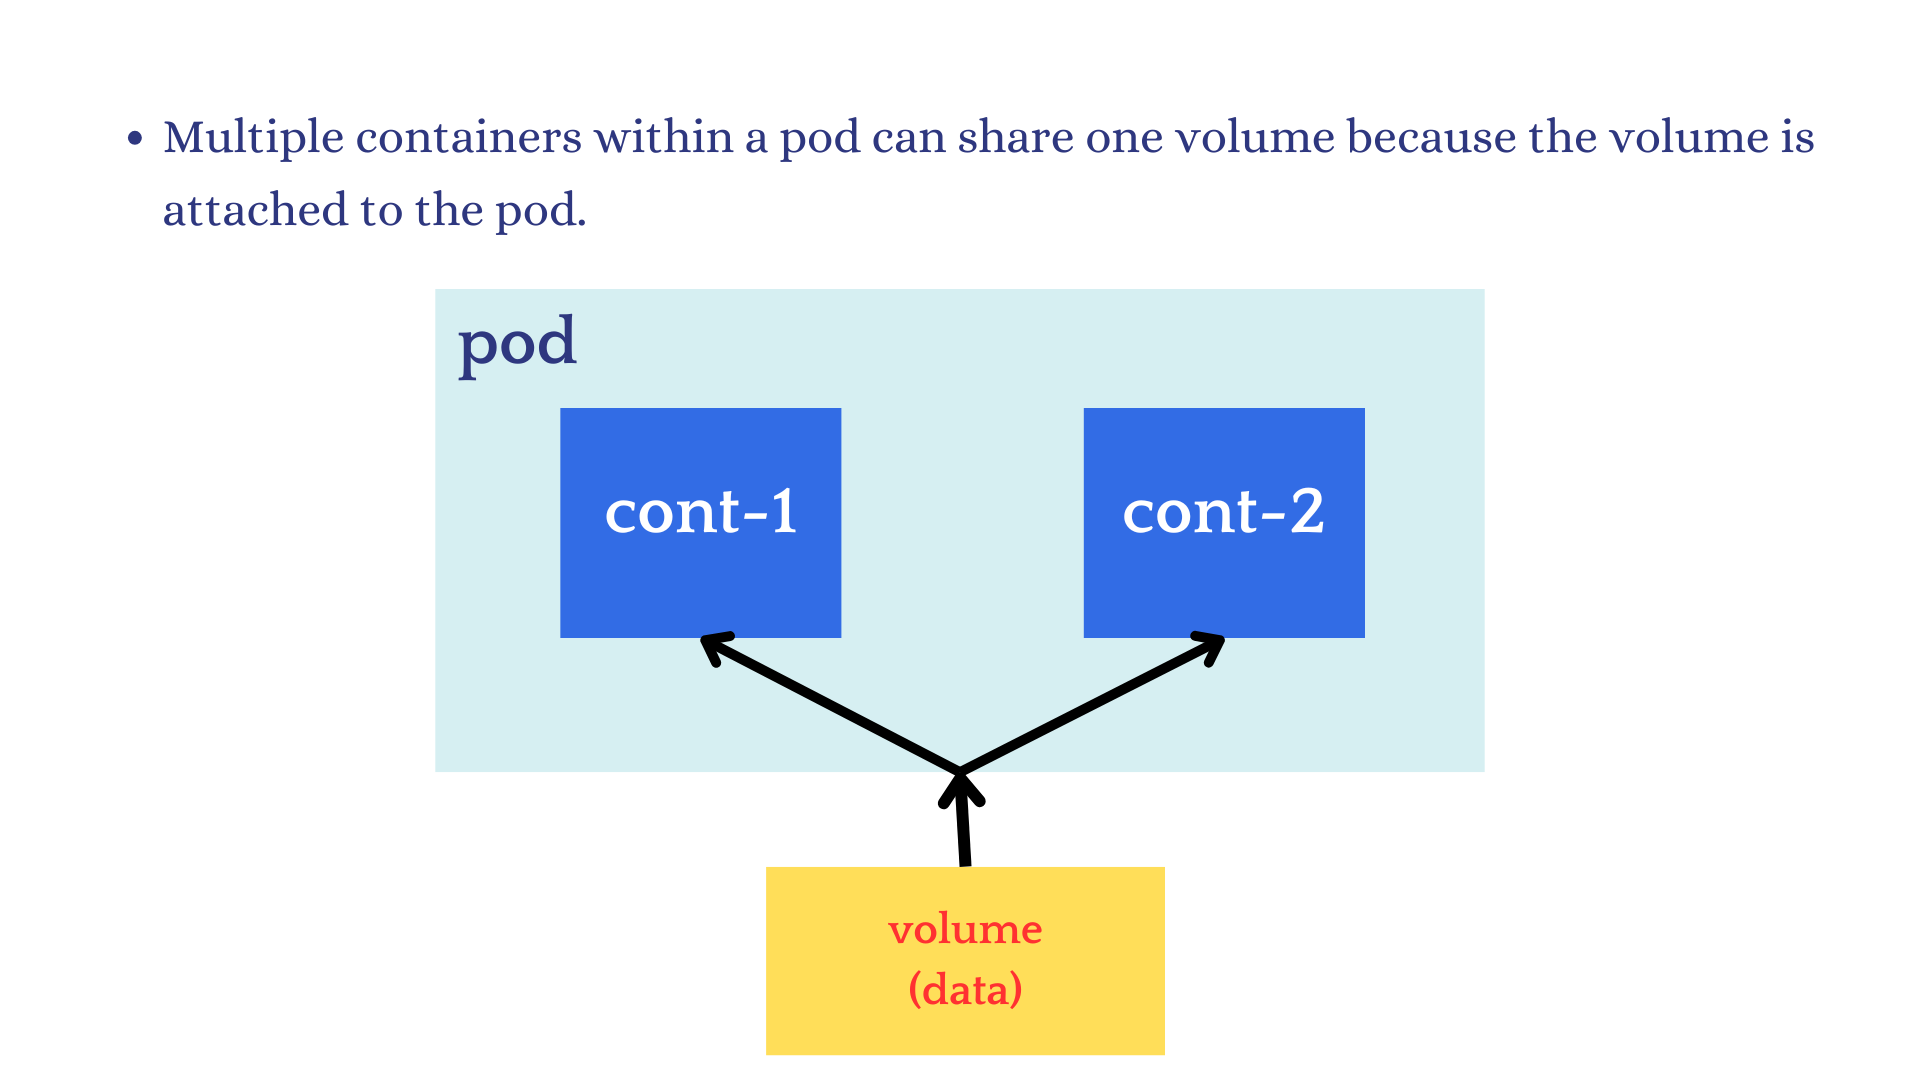 • Multiple containers within a pod can share one volume because the volume is
attached to the pod.
pod
cont-1
cont-2
volume
(data)